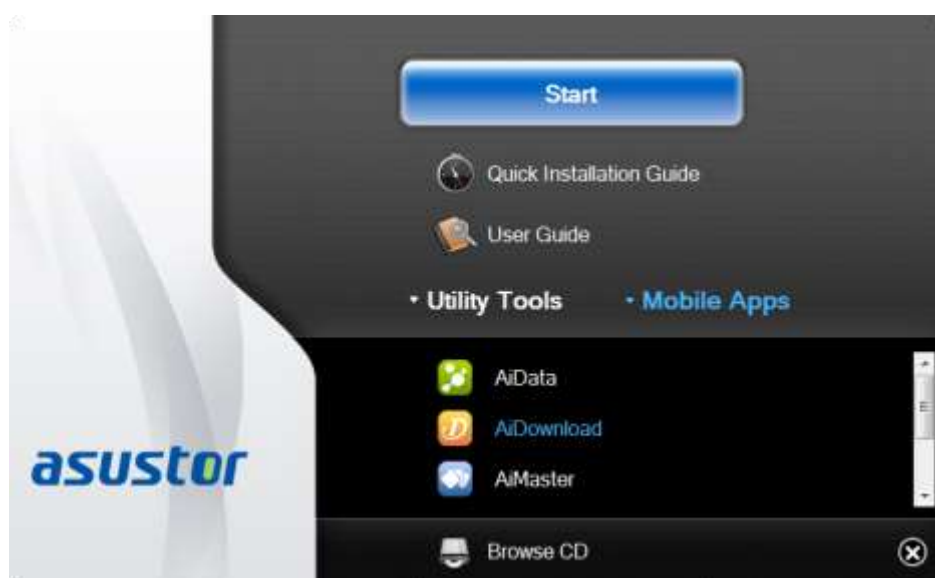 Start
Quick Installation Guide
User Guide
Utility Tools
Mobile Apps
AiData
AiDownload
AiMaster
asustor
Browse CD